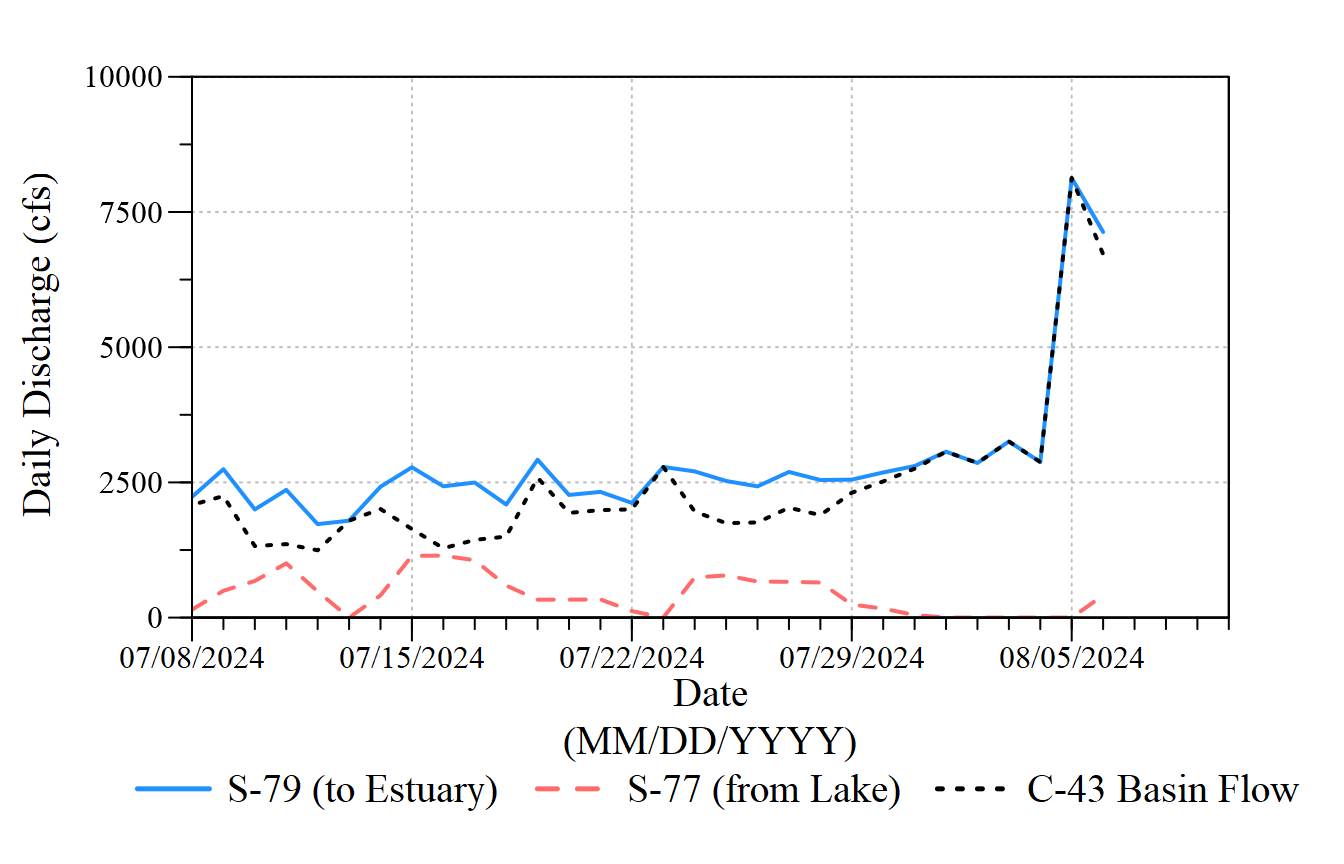 10000
7500
5000
2500
0
Daily Discharge (cfs)
07/08/2024 07/15/2024 07/22/2024 07/29/2024 08/05/2024
Date
(MM/DD/YYYY)
S-79 (to Estuary) S-77 (from Lake) C-43 Basin Flow